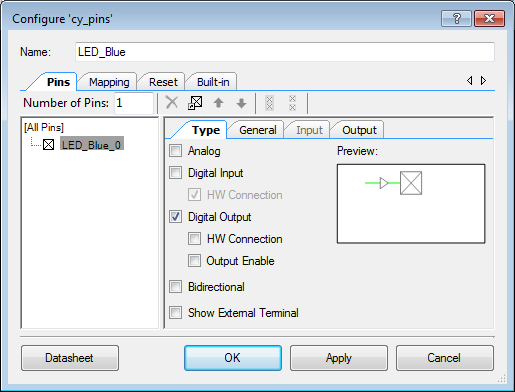 Configure 'cy_pins'
Name: LED_Blue
Pins Mapping Reset Built-in
Number of Pins: 1
[All Pins]
LED_Blue_0
Type General Input Output
Analog
Preview:
Digital Input
HW Connection
Digital Output
HW Connection
Output Enable
Bidirectional
Show External Terminal
Datasheet OK Apply Cancel